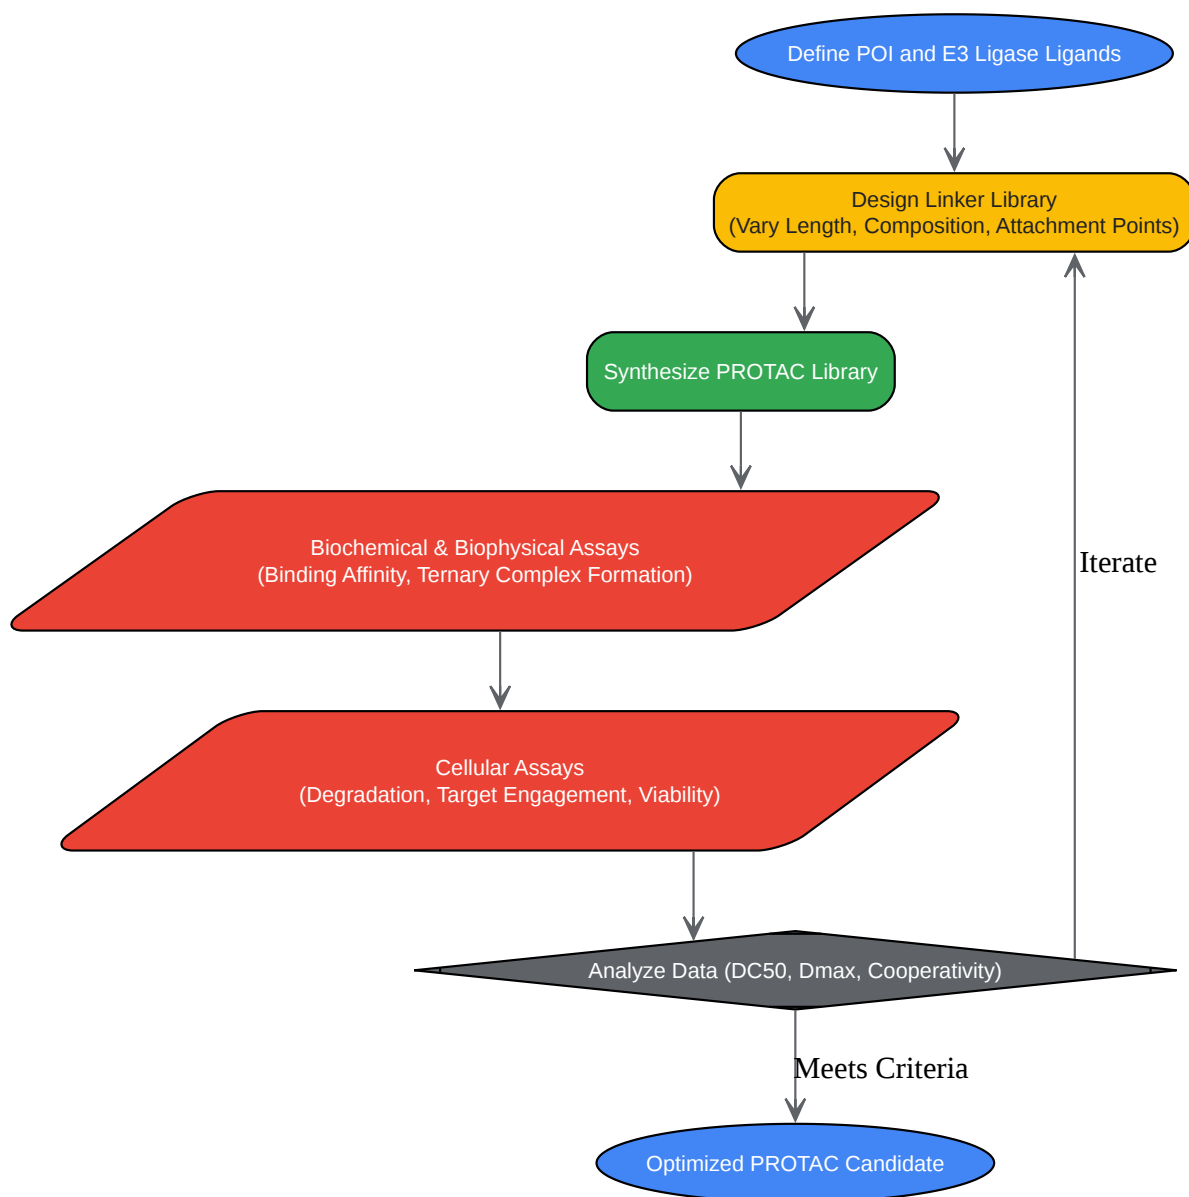 Define POI and E3 Ligase Ligands
Design Linker Library
(Vary Length, Composition, Attachment Points)
Synthesize PROTAC Library
Biochemical & Biophysical Assays
(Binding Affinity, Ternary Complex Formation)
Iterate
Cellular Assays
(Degradation, Target Engagement, Viability)
Analyze Data (DC50, Dmax, Cooperativity)
Meets Criteria
Optimized PROTAC Candidate